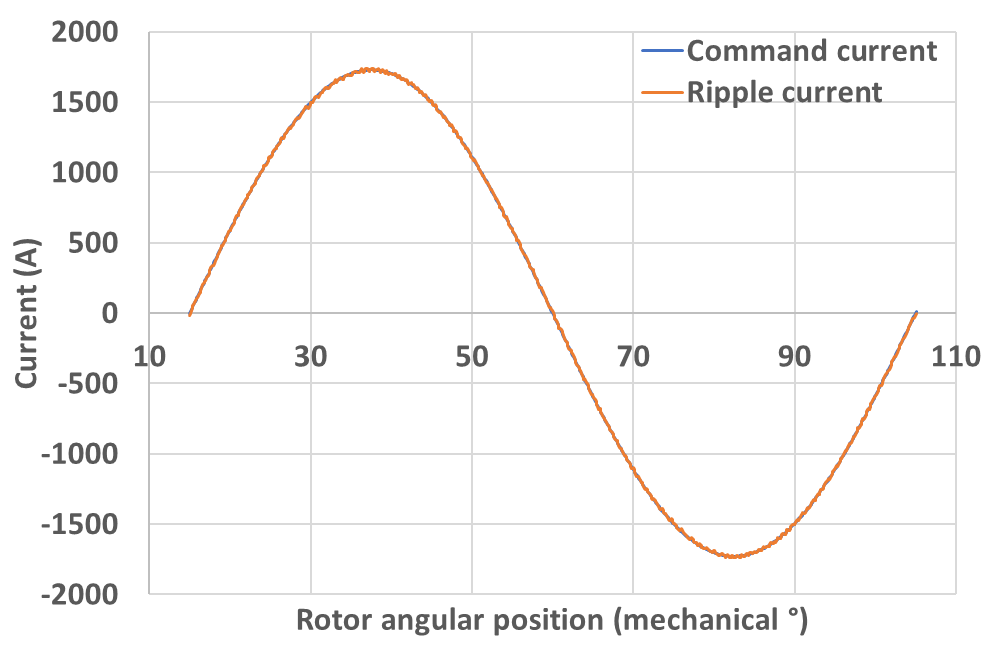 2000
Command current
1500
Ripple current
1000
500
0
10 30 50 70 90 110
-500
-1000
-1500
-2000
Current (A)
Rotor angular position (mechanical °)